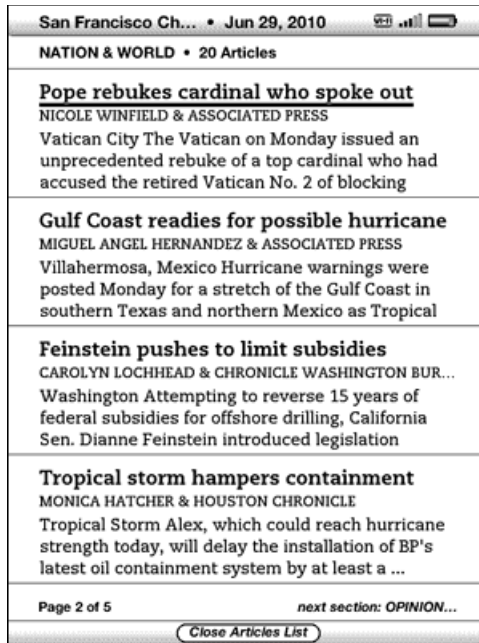 San Francisco Ch... • Jun 29, 2010 Wi-Fi
NATION & WORLD • 20 Articles
Pope rebukes cardinal who spoke out
NICOLE WINFIELD & ASSOCIATED PRESS
Vatican City The Vatican on Monday issued an
unprecedented rebuke of a top cardinal who had
accused the retired Vatican No. 2 of blocking
Gulf Coast readies for possible hurricane
MIGUEL ANGEL HERNANDEZ & ASSOCIATED PRESS
Villahermosa, Mexico Hurricane warnings were
posted Monday for a stretch of the Gulf Coast in
southern Texas and northern Mexico as Tropical
Feinstein pushes to limit subsidies
CAROLYN LOCHHEAD & CHRONICLE WASHINGTON BUR...
Washington Attempting to reverse 15 years of
federal subsidies for offshore drilling, California
Sen. Dianne Feinstein introduced legislation
Tropical storm hampers containment
MONICA HATCHER & HOUSTON CHRONICLE
Tropical Storm Alex, which could reach hurricane
strength today, will delay the installation of BP's
latest oil containment system by at least a ...
Page 2 of 5 next section: OPINION...
Close Articles List